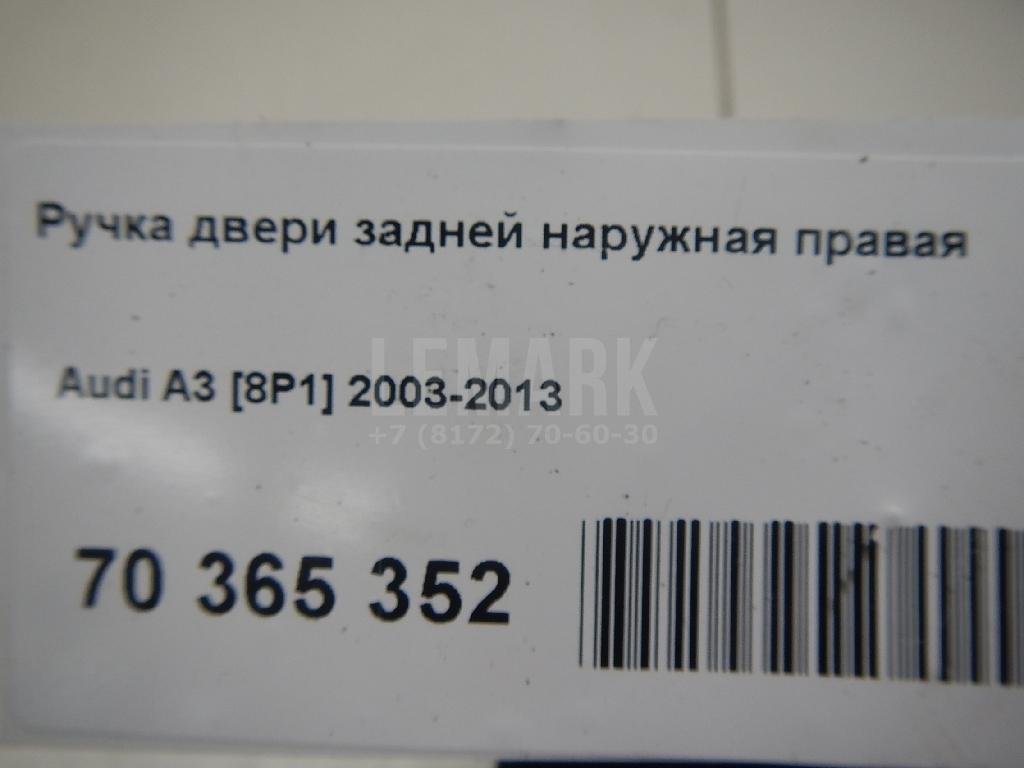 Ручка двери задней наружная правая
Audi A3 [8P1] 2003-2013
LEMARK
+7 (8172) 70-60-30
70 365 352